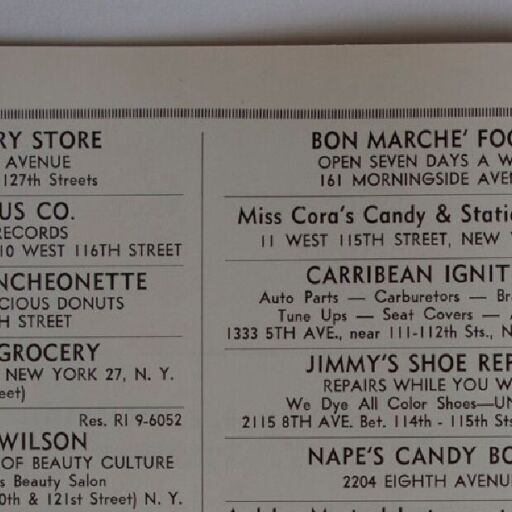 RY STORE
AVENUE
127th Streets
US CO.
RECORDS
10 WEST 116TH STREET
NCHEONETTE
CIOUS DONUTS
H STREET
GROCERY
NEW YORK 27, N. Y.
eet)
Res. RI 9-6052
WILSON
OF BEAUTY CULTURE
s Beauty Salon
0th & 121st Street) N. Y.
BON MARCHE' FOO
OPEN SEVEN DAYS A W
161 MORNINGSIDE AVE
Miss Cora's Candy & Stati
11 WEST 115TH STREET, NEW
CARRIBEAN IGNIT
Auto Parts — Carburetors — Br
Tune Ups — Seat Covers —
1333 5TH AVE., near 111-112th Sts., N
JIMMY'S SHOE REP
REPAIRS WHILE YOU W
We Dye All Color Shoes—UN
2115 8TH AVE. Bet. 114th - 115th Sts
NAPE'S CANDY BO
2204 EIGHTH AVENU